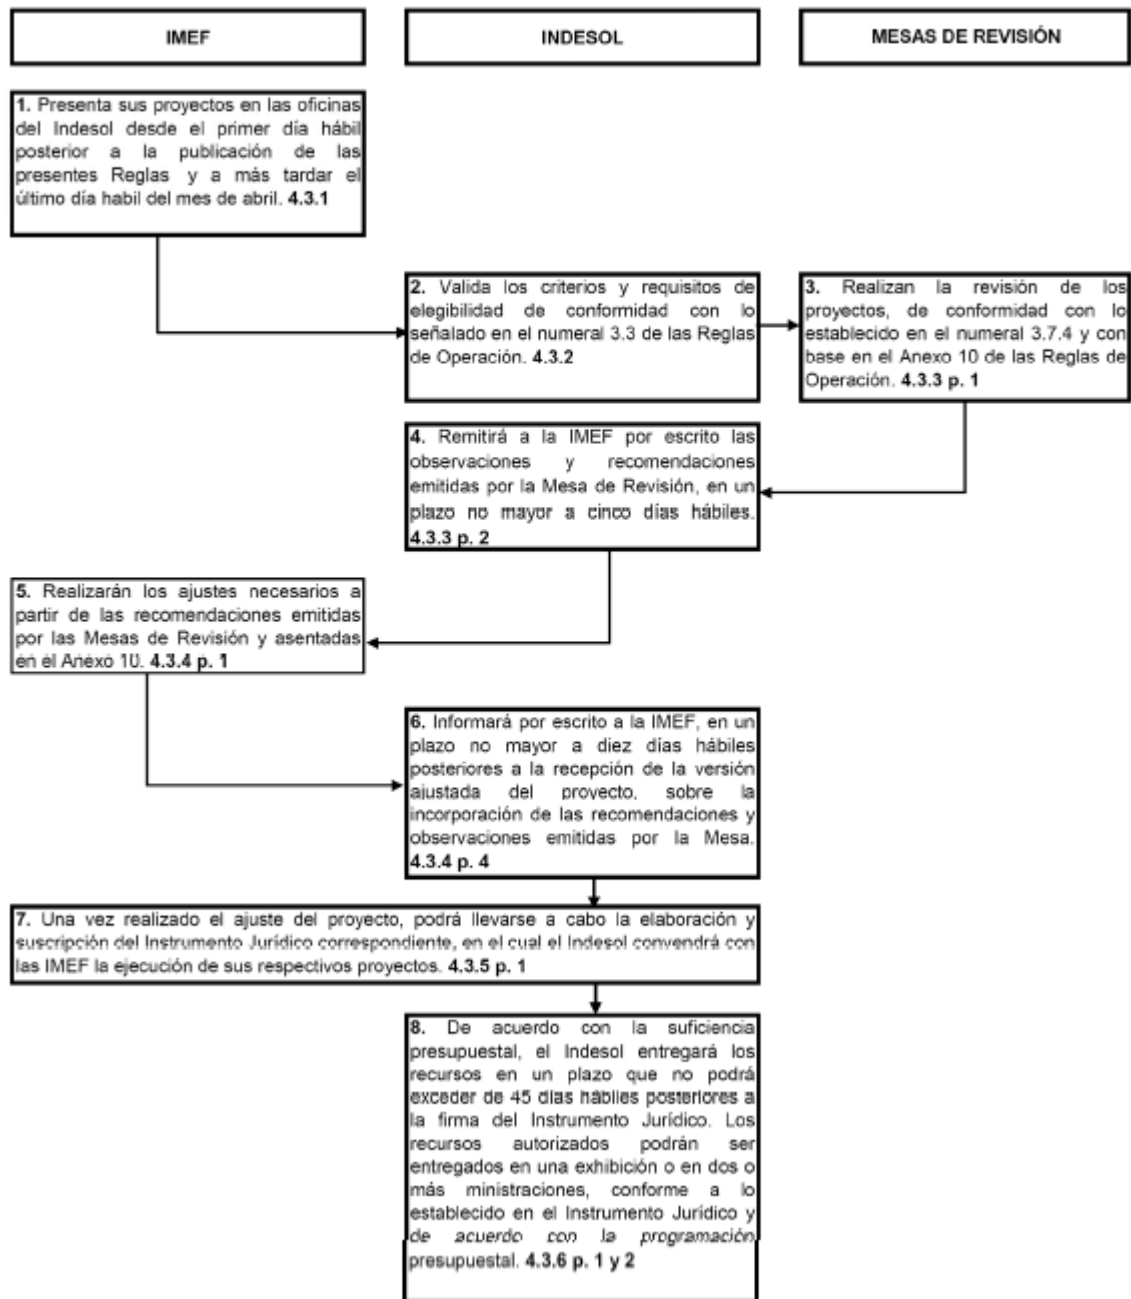 IMEF
INDESOL
MESAS DE REVISIÓN
1. Presenta sus proyectos en las oficinas
del Indesol desde el primer día hábil
posterior a la publicación de las
presentes Reglas y a más tardar el
último día habil del mes de abril. 4.3.1
2. Valida los criterios y requisitos de
elegibilidad de conformidad con lo
señalado en el numeral 3.3 de las Reglas
de Operación. 4.3.2
3. Realizan la revisión de los
proyectos, de conformidad con lo
establecido en el numeral 3.7.4 y con
base en el Anexo 10 de las Reglas de
Operación. 4.3.3 p. 1
4. Remitirá a la IMEF por escrito las
observaciones y recomendaciones
emitidas por la Mesa de Revisión, en un
plazo no mayor a cinco días hábiles.
4.3.3 p. 2
5. Realizarán los ajustes necesarios a
partir de las recomendaciones emitidas
por las Mesas de Revisión y asentadas
en el Anexo 10. 4.3.4 p. 1
6. Informará por escrito a la IMEF, en un
plazo no mayor a diez días hábiles
posteriores a la recepción de la versión
ajustada del proyecto, sobre la
incorporación de las recomendaciones y
observaciones emitidas por la Mesa.
4.3.4 p. 4
7. Una vez realizado el ajuste del proyecto, podrá llevarse a cabo la elaboración y
suscripción del Instrumento Jurídico correspondiente, en el cual el Indesol convendrá con
las IMEF la ejecución de sus respectivos proyectos. 4.3.5 p. 1
8. De acuerdo con la suficiencia
presupuestal, el Indesol entregará los
recursos en un plazo que no podrá
exceder de 45 días hábiles posteriores a
la firma del Instrumento Jurídico. Los
recursos autorizados podrán ser
entregados en una exhibición o en dos o
más ministraciones, conforme a lo
establecido en el Instrumento Jurídico y
de acuerdo con la programación
presupuestal. 4.3.6 p. 1 y 2